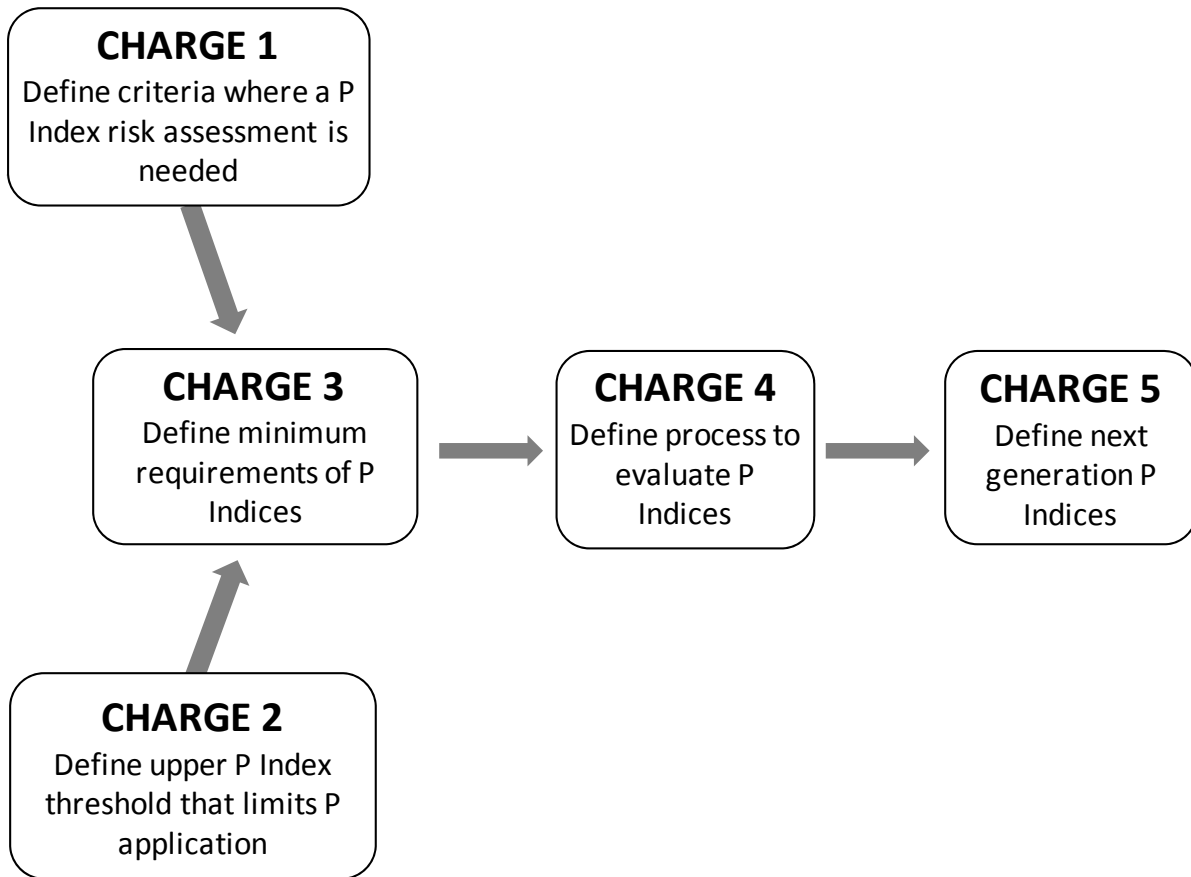 CHARGE 1
Define criteria where a P
Index risk assessment is
needed
CHARGE 3
Define minimum
requirements of P
Indices
CHARGE 4
Define process to
evaluate P
Indices
CHARGE 5
Define next
generation P
Indices
CHARGE 2
Define upper P Index
threshold that limits P
application